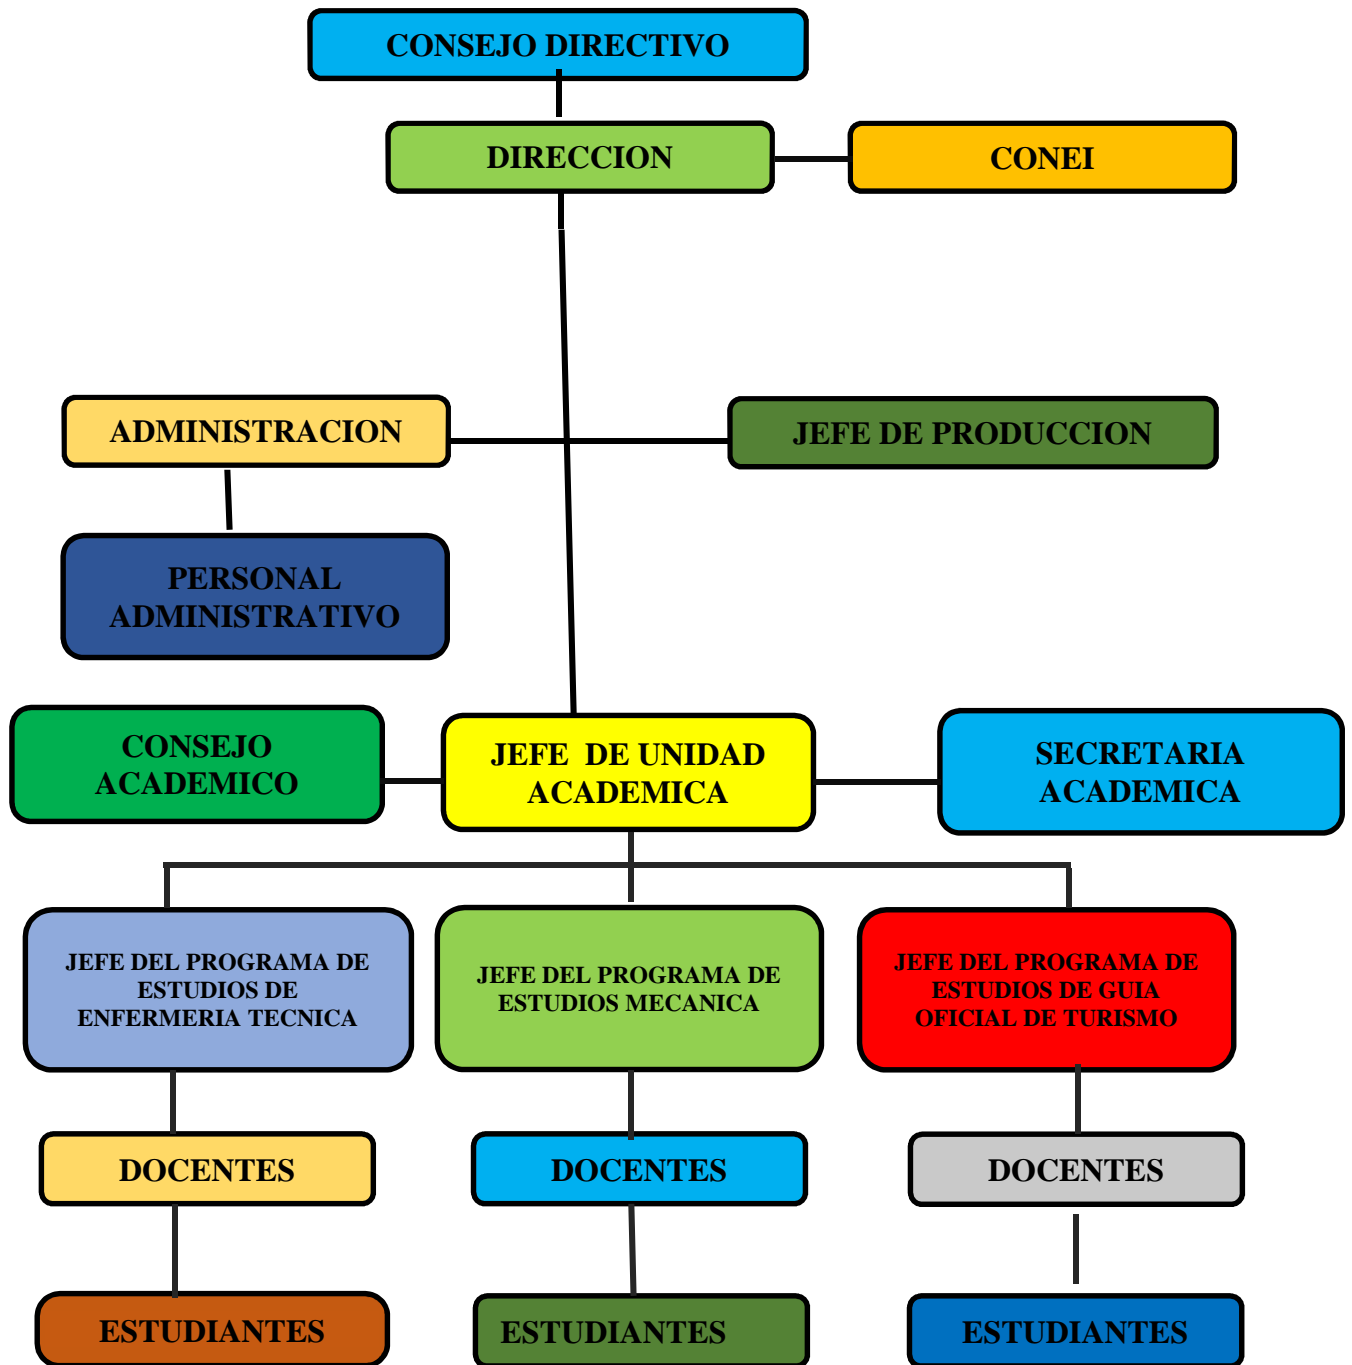 CONSEJO DIRECTIVO
DIRECCION
CONEI
ADMINISTRACION
JEFE DE PRODUCCION
PERSONAL
ADMINISTRATIVO
CONSEJO
ACADEMICO
JEFE DE UNIDAD
ACADEMICA
SECRETARIA
ACADEMICA
JEFE DEL PROGRAMA DE
ESTUDIOS DE
ENFERMERIA TECNICA
JEFE DEL PROGRAMA DE
ESTUDIOS MECANICA
JEFE DEL PROGRAMA DE
ESTUDIOS DE GUIA
OFICIAL DE TURISMO
DOCENTES
DOCENTES
DOCENTES
ESTUDIANTES
ESTUDIANTES
ESTUDIANTES